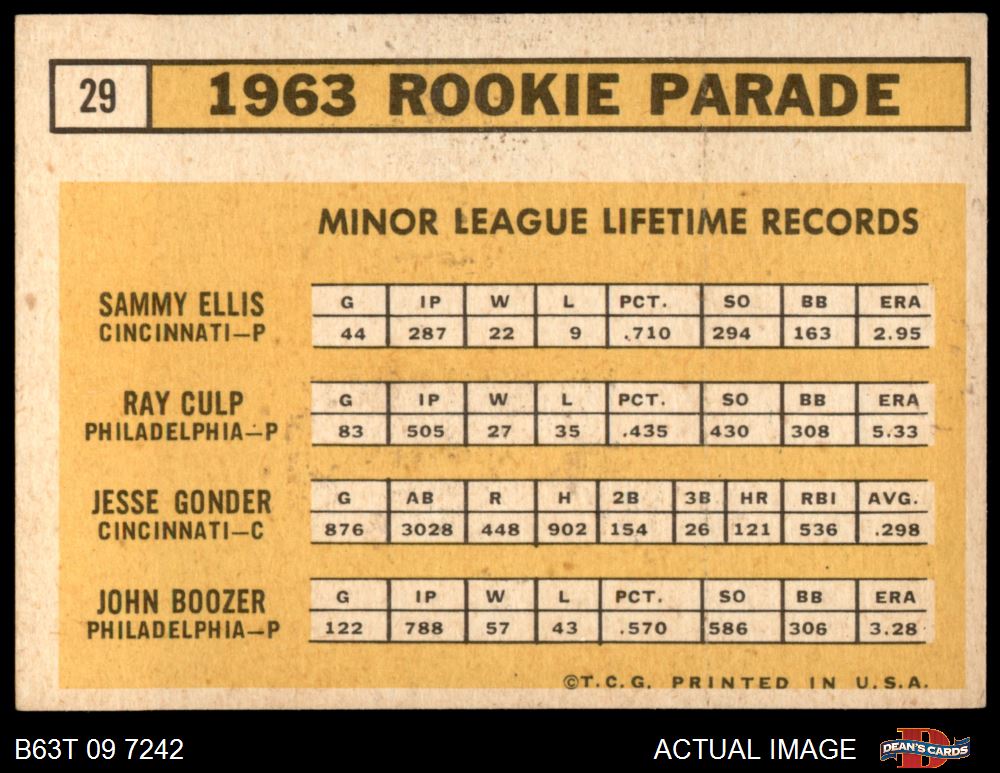 29 1963 ROOKIE PARADE
MINOR LEAGUE LIFETIME RECORDS
SAMMY ELLIS
CINCINNATI—P
G IP W L PCT. SO BB ERA
44 287 22 9 .710 294 163 2.95
RAY CULP
PHILADELPHIA—P
G IP W L PCT. SO BB ERA
83 505 27 35 .435 430 308 5.33
JESSE GONDER
CINCINNATI—C
G AB R H 2B 3B HR RBI AVG.
876 3028 448 902 154 26 121 536 .298
JOHN BOOZER
PHILADELPHIA—P
G IP W L PCT. SO BB ERA
122 788 57 43 .570 586 306 3.28
©T.C.G. PRINTED IN U.S.A.
B63T 09 7242 ACTUAL IMAGE DEAN'S CARDS